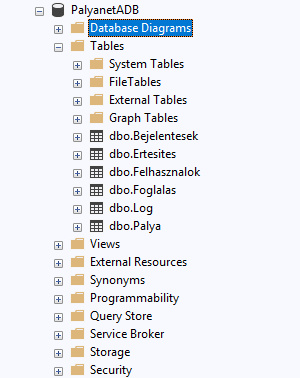 PalyanetADB
Database Diagrams
Tables
System Tables
FileTables
External Tables
Graph Tables
dbo.Bejelentesek
dbo.Ertesites
dbo.Felhasznalok
dbo.Foglalas
dbo.Log
dbo.Palya
Views
External Resources
Synonyms
Programmability
Query Store
Service Broker
Storage
Security